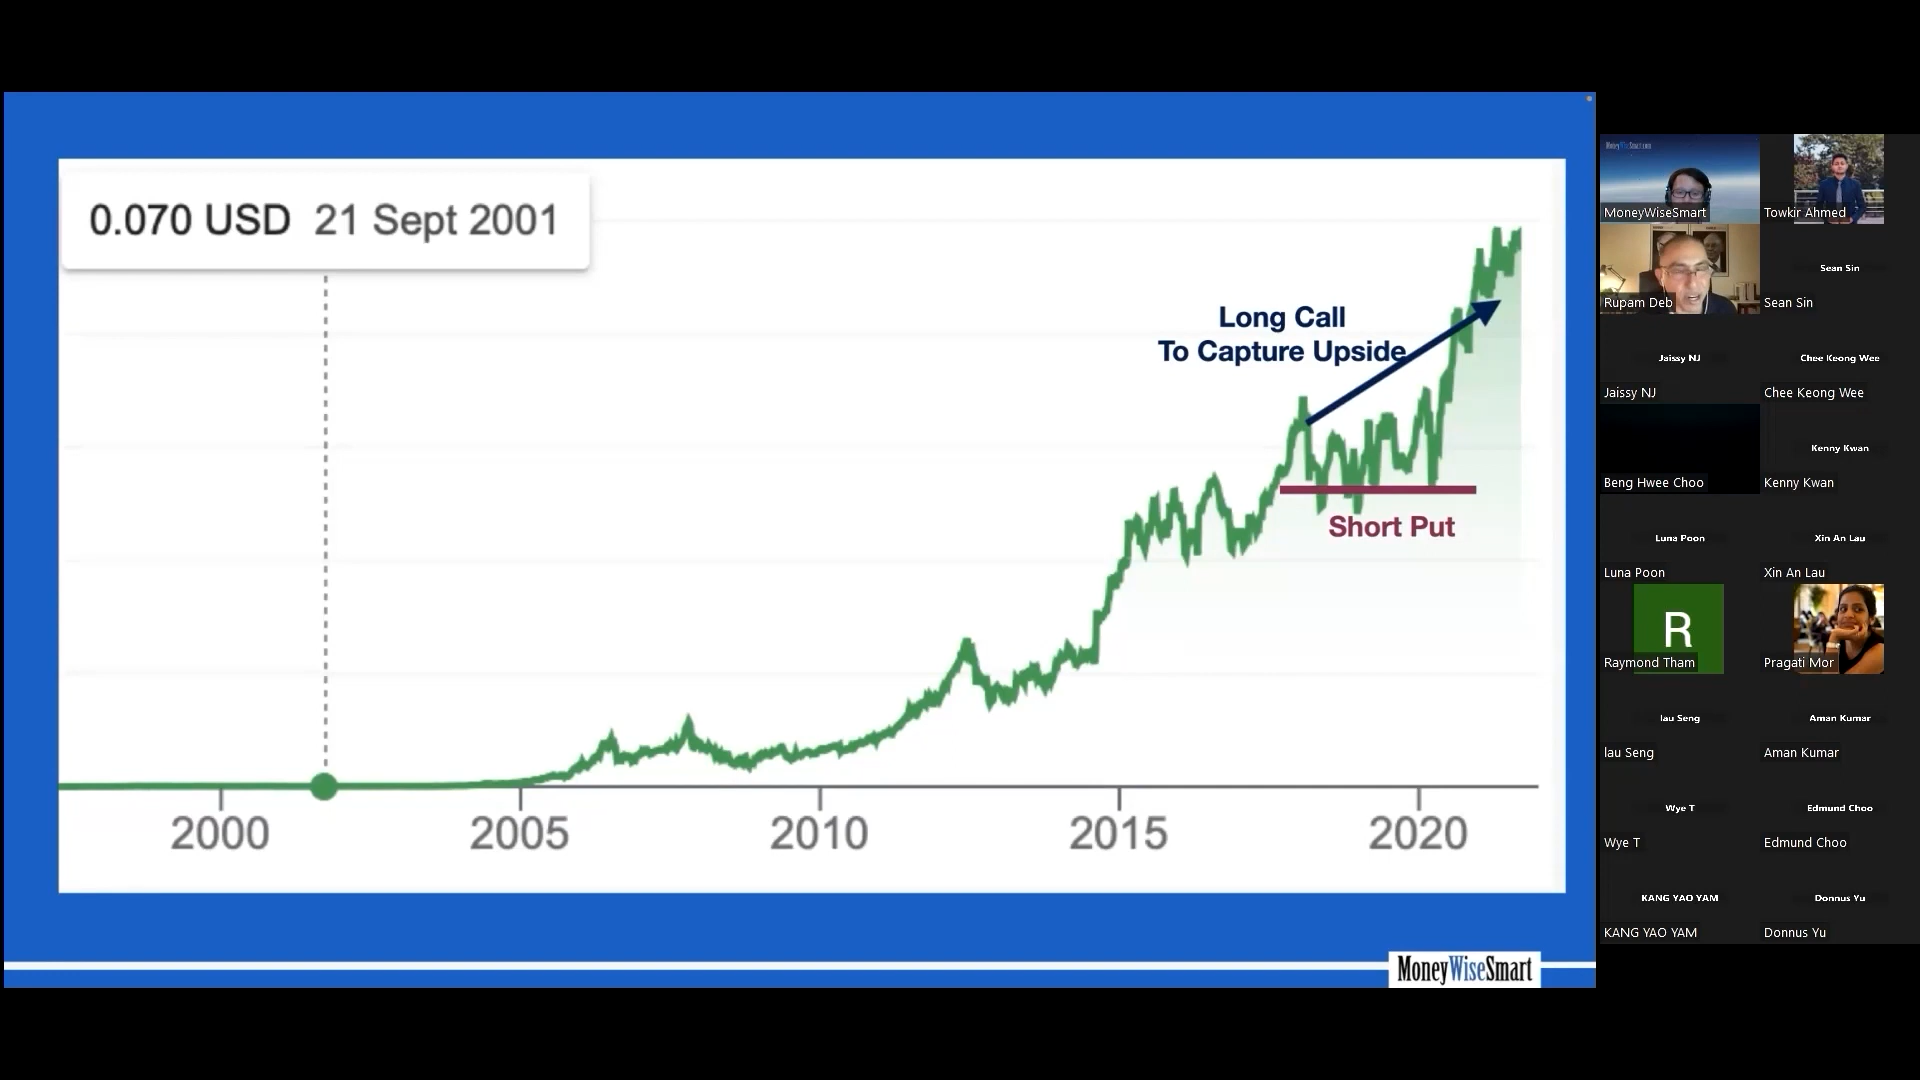 0.070 USD 21 Sept 2001
Long Call
To Capture Upside
Short Put
2000 2005 2010 2015 2020
MoneyWiseSmart
MoneyWiseSmart.com
MoneyWiseSmart
Towkir Ahmed
Rupam Deb
Sean Sin
Sean Sin
Jaissy NJ
Jaissy NJ
Chee Keong Wee
Chee Keong Wee
Beng Hwee Choo
Kenny Kwan
Kenny Kwan
Luna Poon
Luna Poon
Xin An Lau
Xin An Lau
R
Raymond Tham
Pragati Mor
lau Seng
lau Seng
Aman Kumar
Aman Kumar
Wye T
Wye T
Edmund Choo
Edmund Choo
KANG YAO YAM
KANG YAO YAM
Donnus Yu
Donnus Yu